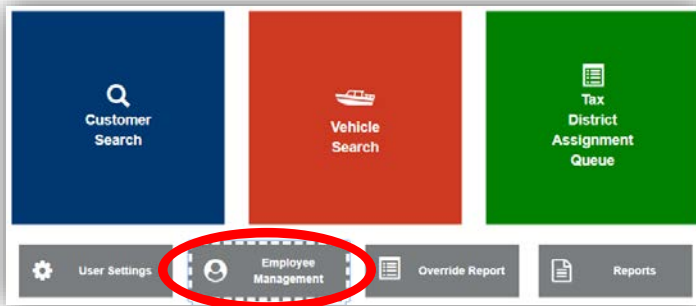 Customer
Search
Vehicle
Search
Tax
District
Assignment
Queue
User Settings
Employee
Management
Override Report
Reports